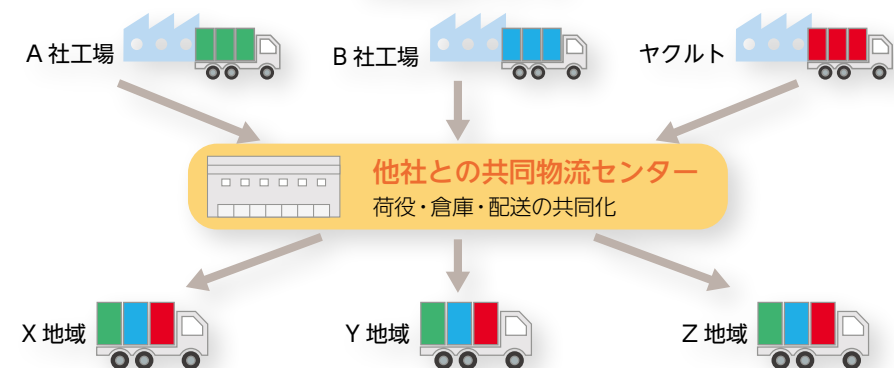 A 社工場
B 社工場
ヤクルト
他社との共同物流センター
荷役・倉庫・配送の共同化
X 地域
Y 地域
Z 地域